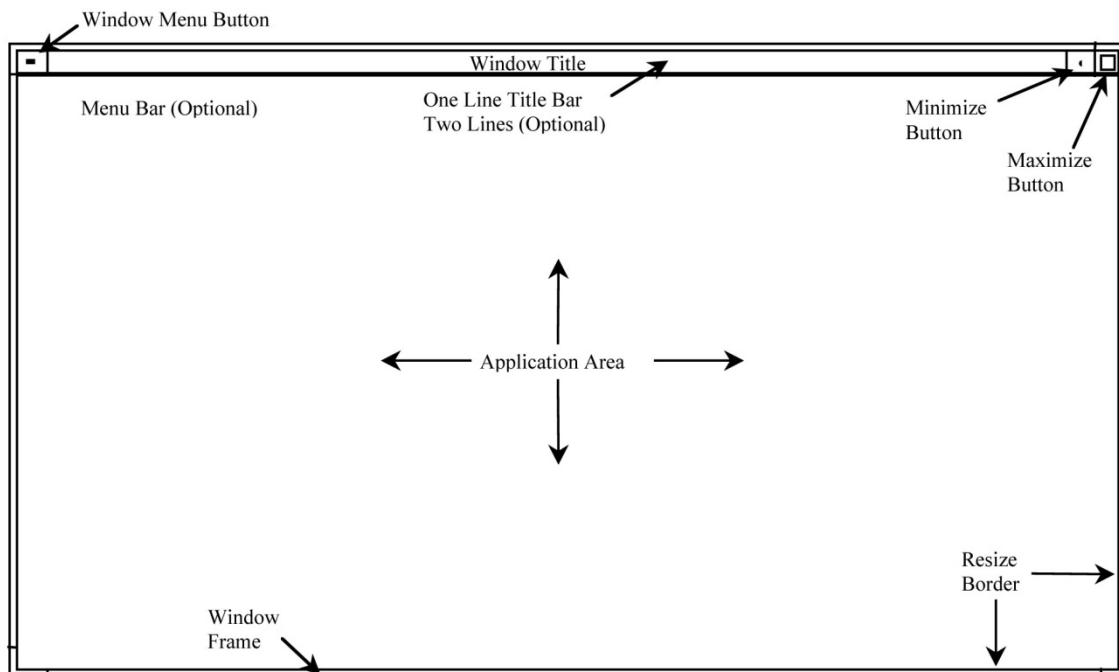 Window Menu Button
Window Title
Menu Bar (Optional)
One Line Title Bar
Two Lines (Optional)
Minimize
Button
Maximize
Button
Application Area
Resize
Border
Window
Frame